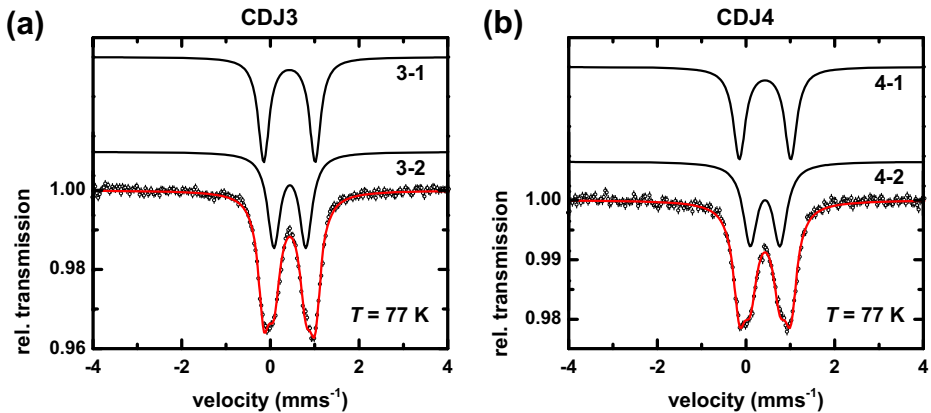 (a)
CDJ3
3-1
3-2
1.00
0.98
0.96
rel. transmission
T = 77 K
-4 -2 0 2 4
velocity (mms⁻¹)
(b)
CDJ4
4-1
4-2
1.00
0.99
0.98
rel. transmission
T = 77 K
-4 -2 0 2 4
velocity (mms⁻¹)